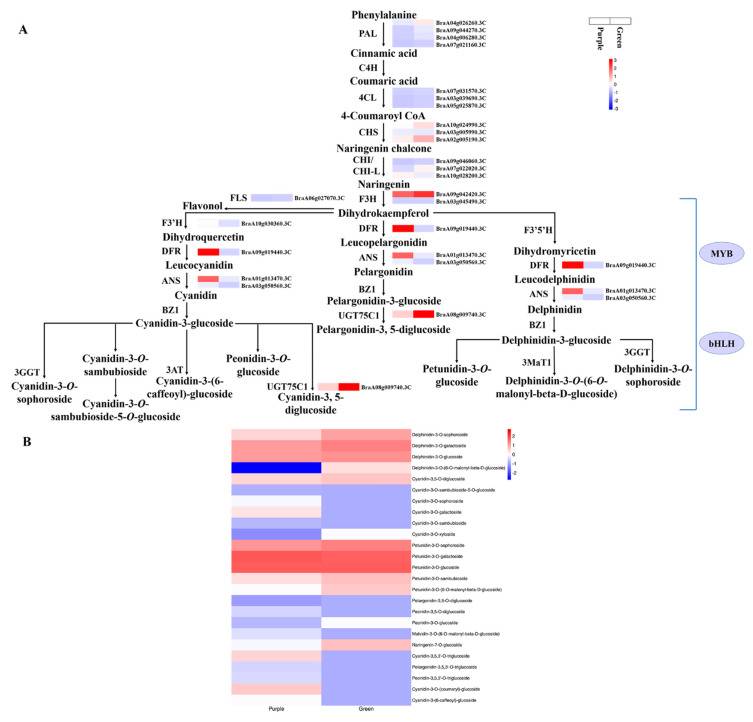 A
Phenylalanine
PAL
BraA04g026260.3C
BraA09g044270.3C
BraA04g006280.3C
BraA07g021160.3C
Cinnamic acid
C4H
Coumaric acid
4CL
BraA07g031570.3C
BraA03g039690.3C
BraA05g025870.3C
4-Coumaroyl CoA
CHS
BraA10g024990.3C
BraA03g005990.3C
BraA02g005190.3C
Naringenin chalcone
CHI/
CHI-L
BraA09g046060.3C
BraA07g022020.3C
BraA10g028200.3C
Naringenin
F3H
BraA09g042420.3C
BraA03g045490.3C
Purple
Green
3
2
1
0
-1
-2
-3
FLS
BraA06g027070.3C
Flavonol
Dihydrokaempferol
F3'H
BraA10g030360.3C
Dihydroquercetin
DFR
BraA09g019440.3C
Leucocyanidin
ANS
BraA01g013470.3C
BraA03g050560.3C
Cyanidin
BZ1
Cyanidin-3-glucoside
DFR
BraA09g019440.3C
Leucopelargonidin
ANS
BraA01g013470.3C
BraA03g050560.3C
Pelargonidin
BZ1
Pelargonidin-3-glucoside
UGT75C1
BraA08g009740.3C
Pelargonidin-3, 5-diglucoside
F3'5'H
Dihydromyricetin
DFR
BraA09g019440.3C
Leucodelphinidin
ANS
BraA01g013470.3C
BraA03g050560.3C
Delphinidin
BZ1
Delphinidin-3-glucoside
MYB
bHLH
3GGT
Cyanidin-3-O-
sophoroside
Cyanidin-3-O-
sambubioside
Cyanidin-3-O-
sambubioside-5-O-glucoside
3AT
Cyanidin-3-(6-
caffeoyl)-glucoside
Peonidin-3-O-
glucoside
UGT75C1
BraA08g009740.3C
Cyanidin-3, 5-
diglucoside
Petunidin-3-O-
glucoside
3MaT1
Delphinidin-3-O-(6-O-
malonyl-beta-D-glucoside)
3GGT
Delphinidin-3-O-
sophoroside
B
Delphinidin-3-O-sophoroside
Delphinidin-3-O-galactoside
Delphinidin-3-O-glucoside
Delphinidin-3-O-(6-O-malonyl-beta-D-glucoside)
Cyanidin-3,5-O-diglucoside
Cyanidin-3-O-sambubioside-5-O-glucoside
Cyanidin-3-O-sophoroside
Cyanidin-3-O-galactoside
Cyanidin-3-O-sambubioside
Cyanidin-3-O-xyloside
Petunidin-3-O-sophoroside
Petunidin-3-O-galactoside
Petunidin-3-O-glucoside
Petunidin-3-O-sambubioside
Petunidin-3-O-(6-O-malonyl-beta-D-glucoside)
Pelargonidin-3,5-O-diglucoside
Peonidin-3,5-O-diglucoside
Peonidin-3-O-glucoside
Malvidin-3-O-(6-O-malonyl-beta-D-glucoside)
Naringenin-7-O-glucoside
Cyanidin-3,5,3'-O-triglucoside
Pelargonidin-3,5,3'-O-triglucoside
Peonidin-3,5,3'-O-triglucoside
Cyanidin-3-O-(coumaryl)-glucoside
Cyanidin-3-(6-caffeoyl)-glucoside
2
1
0
-1
-2
Purple
Green